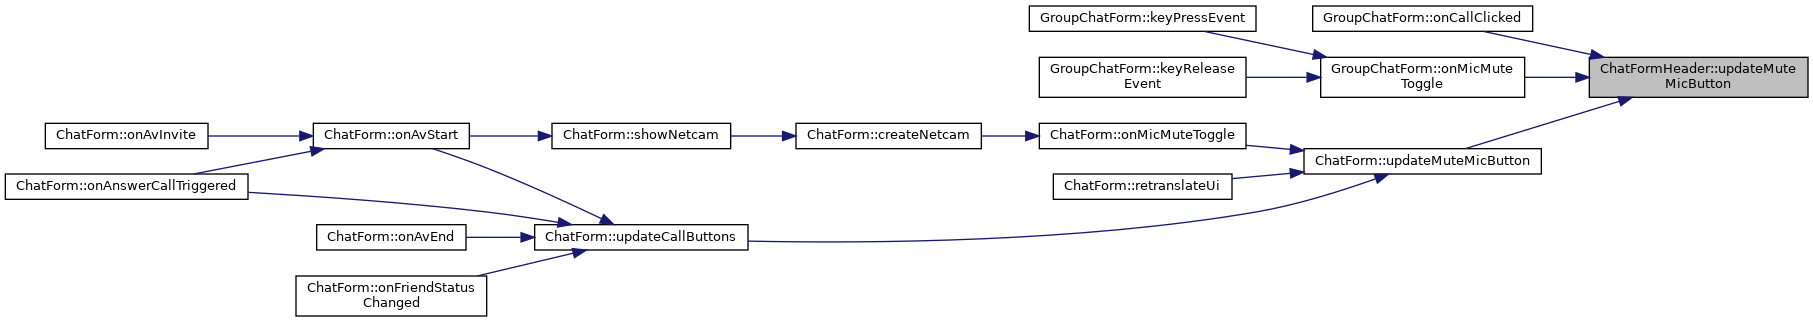 GroupChatForm::keyPressEvent
GroupChatForm::onCallClicked
GroupChatForm::keyRelease
Event
GroupChatForm::onMicMute
Toggle
ChatFormHeader::updateMute
MicButton
ChatForm::onAvInvite
ChatForm::onAvStart
ChatForm::showNetcam
ChatForm::createNetcam
ChatForm::onMicMuteToggle
ChatForm::updateMuteMicButton
ChatForm::onAnswerCallTriggered
ChatForm::retranslateUi
ChatForm::onAvEnd
ChatForm::updateCallButtons
ChatForm::onFriendStatus
Changed